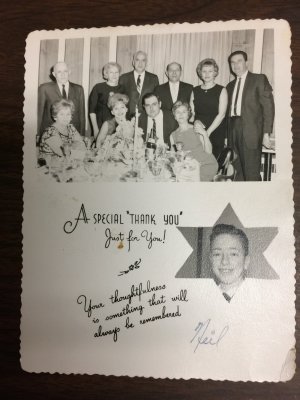 A SPECIAL "THANK YOU"
Just for You!
Your thoughtfulness
is something that will
always be remembered
Neil